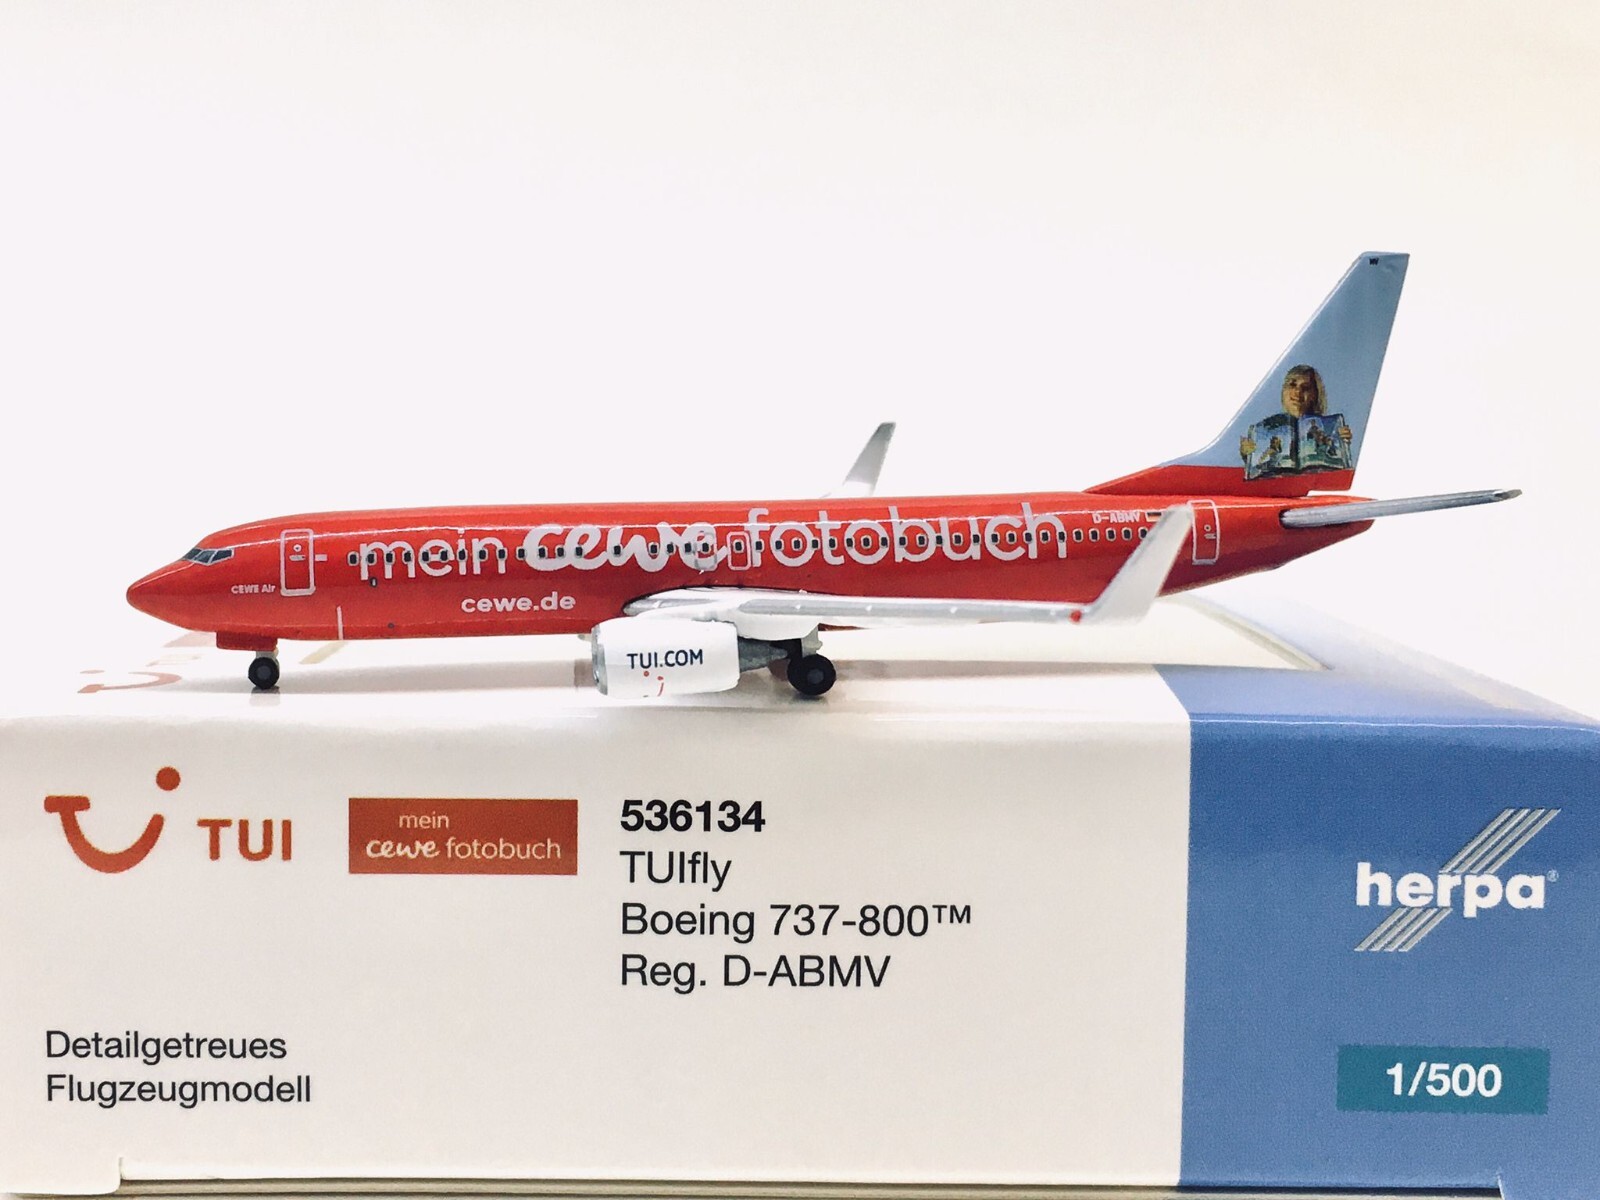 MV
D-ABMV
mein cewe fotobuch
CEWE Air
cewe.de
TUI.COM
TUI
mein
cewe fotobuch
536134
TUIfly
Boeing 737-800™
Reg. D-ABMV
Detailgetreues
Flugzeugmodell
herpa®
1/500